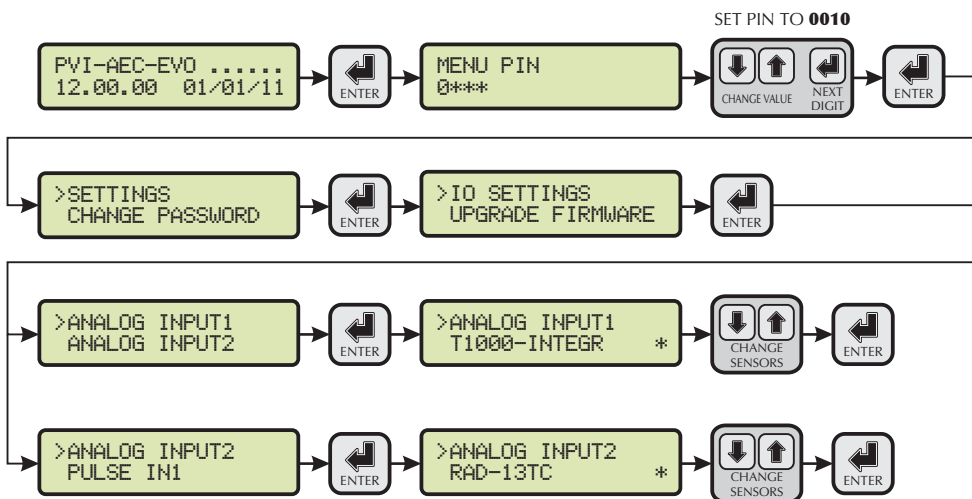 SET PIN TO 0010
PVI-AEC-EVO ......
12.00.00 01/01/11
ENTER
MENU PIN
0***
CHANGE VALUE
NEXT
DIGIT
ENTER
>SETTINGS
CHANGE PASSWORD
ENTER
>IO SETTINGS
UPGRADE FIRMWARE
ENTER
>ANALOG INPUT1
ANALOG INPUT2
ENTER
>ANALOG INPUT1
T1000-INTEGR *
CHANGE
SENSORS
ENTER
>ANALOG INPUT2
PULSE IN1
ENTER
>ANALOG INPUT2
RAD-13TC *
CHANGE
SENSORS
ENTER